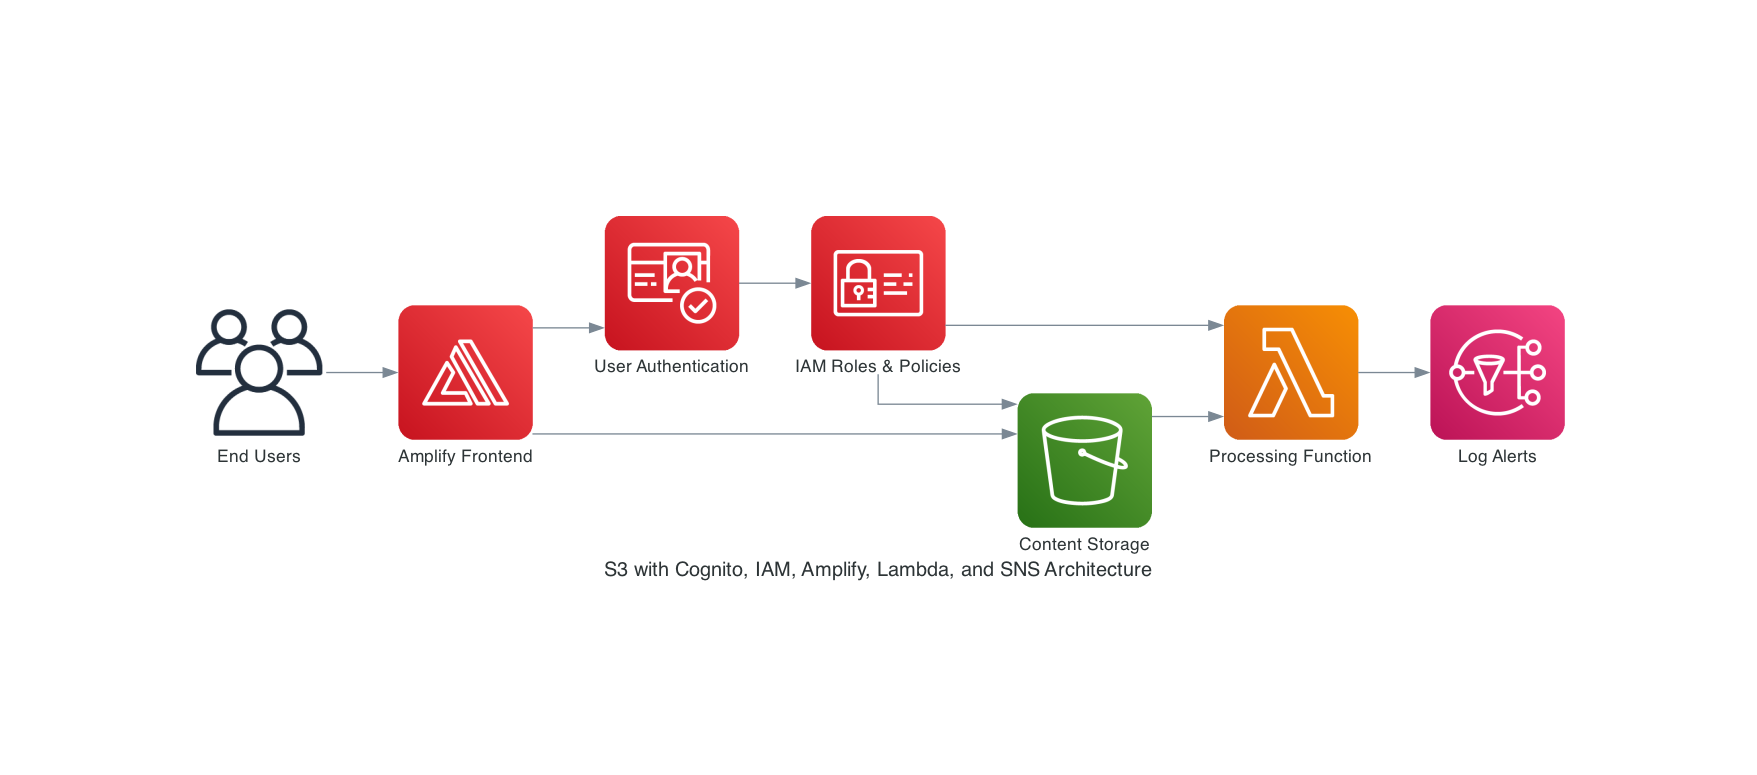 User Authentication
IAM Roles & Policies
End Users
Amplify Frontend
Processing Function
Log Alerts
Content Storage
S3 with Cognito, IAM, Amplify, Lambda, and SNS Architecture